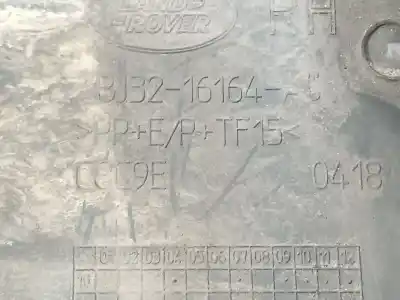 LAND-
ROVER
RH
BJ32-16164-AC
>PP+E/P+TF15<
0418
01 02 03 04 05 06 07 08 09 10 11 12